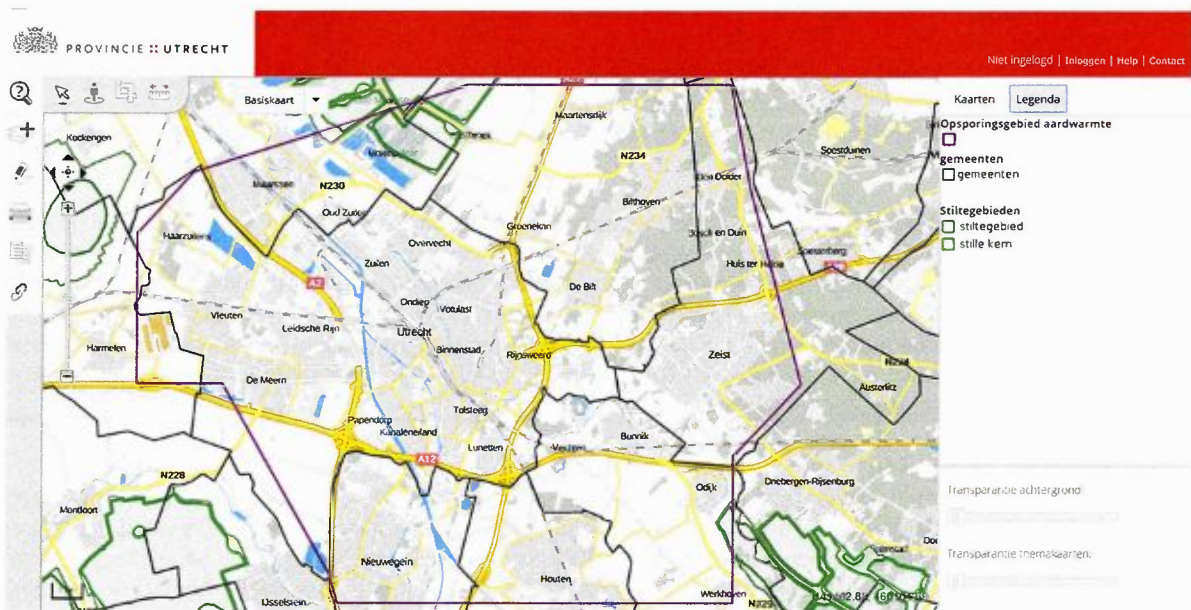 PROVINCIE :: UTRECHT
Niet ingelogd | Inloggen | Help | Contact
Basiskaart
Kaarten
Legenda
Opsporingsgebied aardwarmte
gemeenten
gemeenten
Stiltegebieden
stiltegebied
stille kern
Transparantie achtergrond
Transparantie themakaarten:
Kockengen
Maartensdijk
Soestduinen
N234
Maarssen
N230
Den Dolder
Oud Zuilen
Bilthoven
Groenekan
Haarzuilens
Overvecht
Bosch en Duin
Soesterberg
Zuilen
Huis ter Heide
A2
De Bilt
Ondiep
Votulast
Vleuten
Leidsche Rijn
Utrecht
Harmelen
Binnenstad
Rijnsweerd
Zeist
De Meern
Austerlitz
Tolsteeg
Papendorp
Kanaleneiland
Bunnik
Lunetten
Vechten
A12
N228
Odijk
Driebergen-Rijsenburg
Montfoort
Nieuwegein
Houten
IJsselstein
Werkhoven
N229